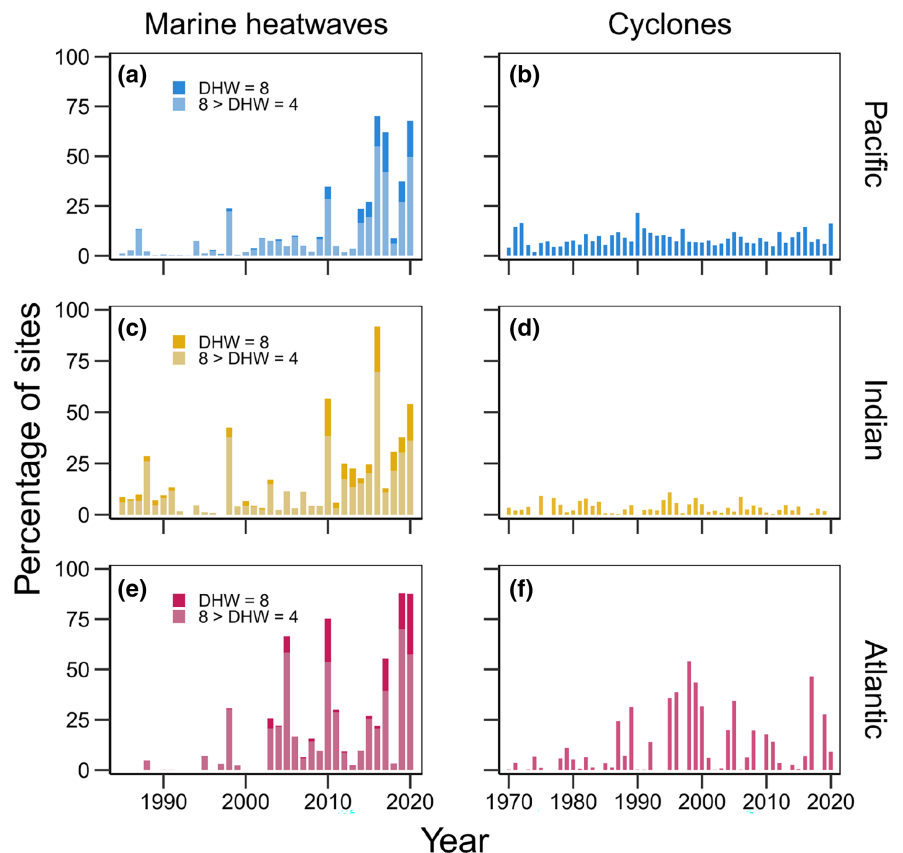 Marine heatwaves
Cyclones
100
75
50
25
0
(a)
DHW = 8
8 > DHW = 4
(b)
Pacific
Percentage of sites
100
75
50
25
0
(c)
DHW = 8
8 > DHW = 4
(d)
Indian
100
75
50
25
0
(e)
DHW = 8
8 > DHW = 4
(f)
Atlantic
1990 2000 2010 2020
1970 1980 1990 2000 2010 2020
Year